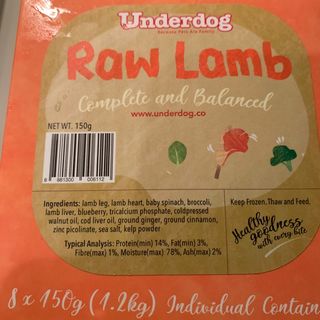 Underdog
Because Pets Are Family
Raw Lamb
Complete and Balanced
www.underdog.co
NET WT. 150g
8 881300 006112
Ingredients: lamb leg, lamb heart, baby spinach, broccoli,
lamb liver, blueberry, tricalcium phosphate, coldpressed
walnut oil, cod liver oil, ground ginger, ground cinnamon,
zinc picolinate, sea salt, kelp powder
Typical Analysis: Protein(min) 14%, Fat(min) 3%,
Fibre(max) 1%, Moisture(max) 78%, Ash(max) 2%
Keep Frozen, Thaw and Feed.
Healthy
goodness
with every bite
8 x 150g (1.2kg) Individual Contain